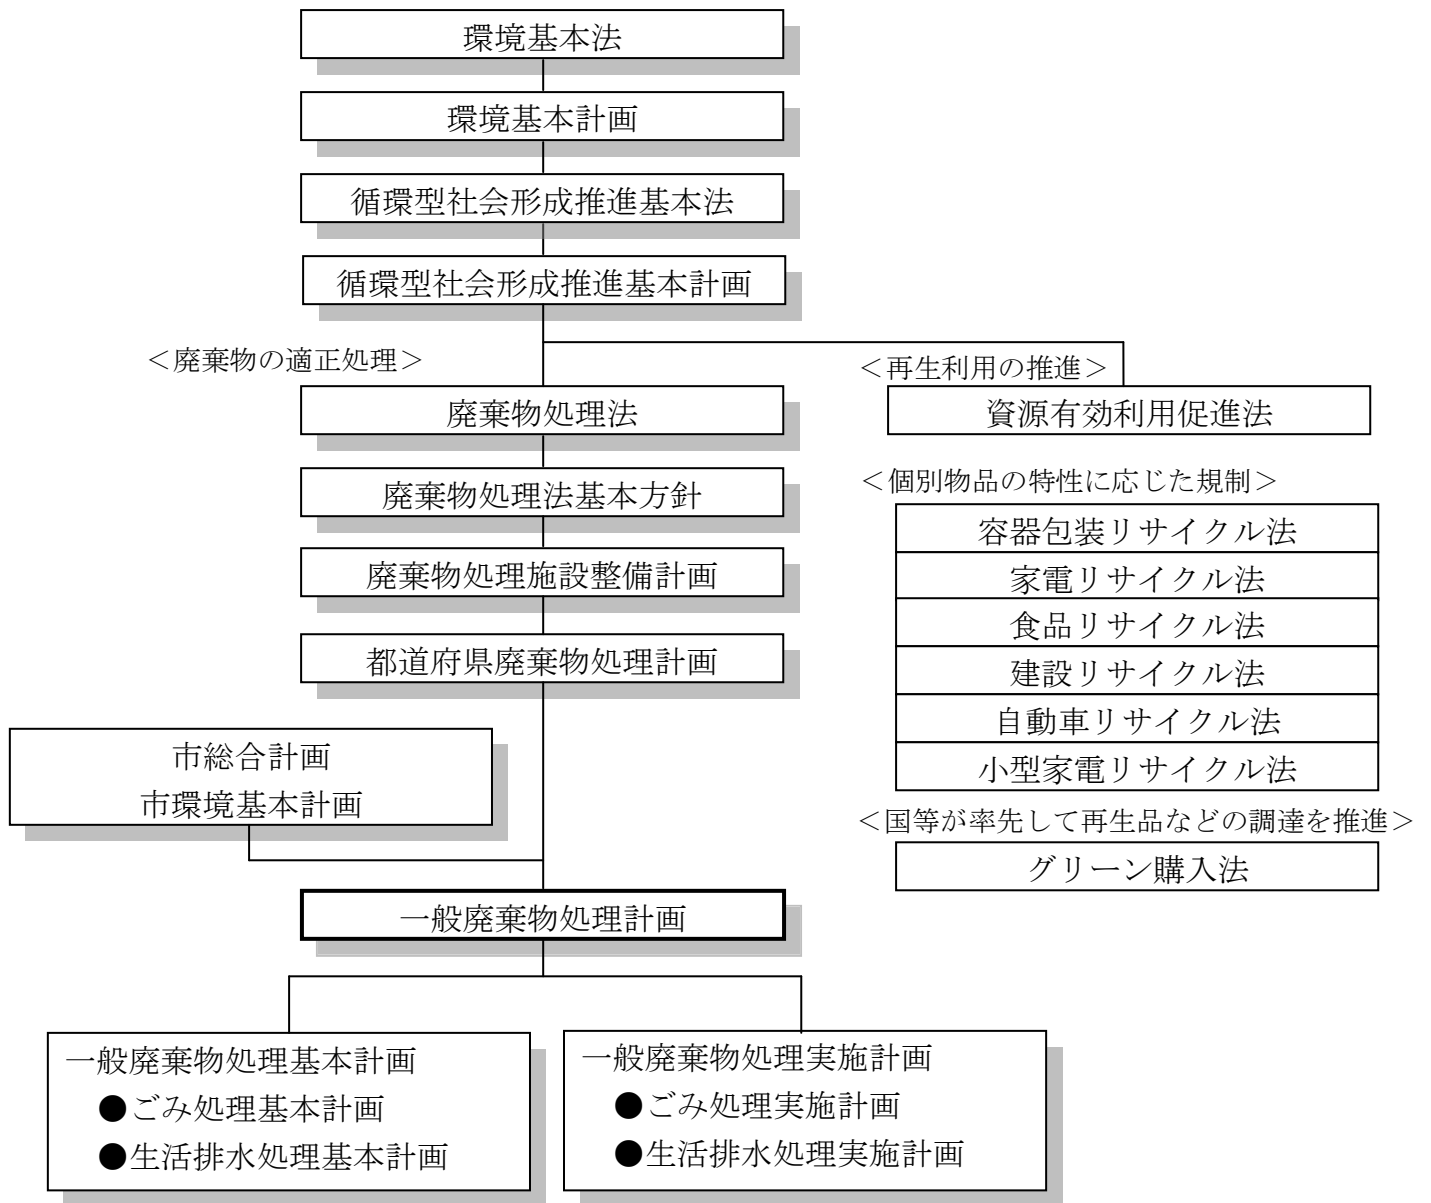 環境基本法
環境基本計画
循環型社会形成推進基本法
循環型社会形成推進基本計画
＜廃棄物の適正処理＞
廃棄物処理法
廃棄物処理法基本方針
廃棄物処理施設整備計画
都道府県廃棄物処理計画
＜再生利用の推進＞
資源有効利用促進法
＜個別物品の特性に応じた規制＞
容器包装リサイクル法
家電リサイクル法
食品リサイクル法
建設リサイクル法
自動車リサイクル法
小型家電リサイクル法
＜国等が率先して再生品などの調達を推進＞
グリーン購入法
市総合計画
市環境基本計画
一般廃棄物処理計画
一般廃棄物処理基本計画
●ごみ処理基本計画
●生活排水処理基本計画
一般廃棄物処理実施計画
●ごみ処理実施計画
●生活排水処理実施計画